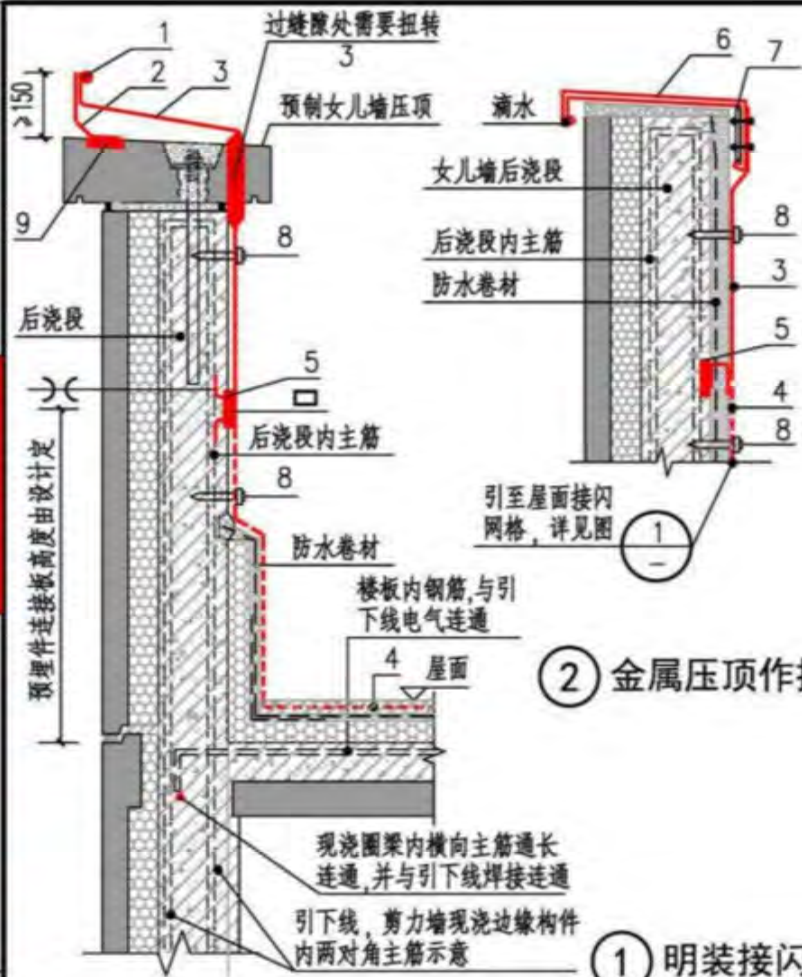 1
2
3
过缝隙处需要扭转
3
≥150
预制女儿墙压顶
9
8
后浇段
5
后浇段内主筋
8
预埋件连接板高度由设计定
防水卷材
楼板内钢筋,与引
下线电气连通
4
屋面
现浇圈梁内横向主筋通长
连通,并与引下线焊接连通
引下线，剪力墙现浇边缘构件
内两对角主筋示意
① 明装接闪
6
7
滴水
女儿墙后浇段
8
后浇段内主筋
3
防水卷材
5
4
8
引至屋面接闪
网格，详见图
1
–
② 金属压顶作